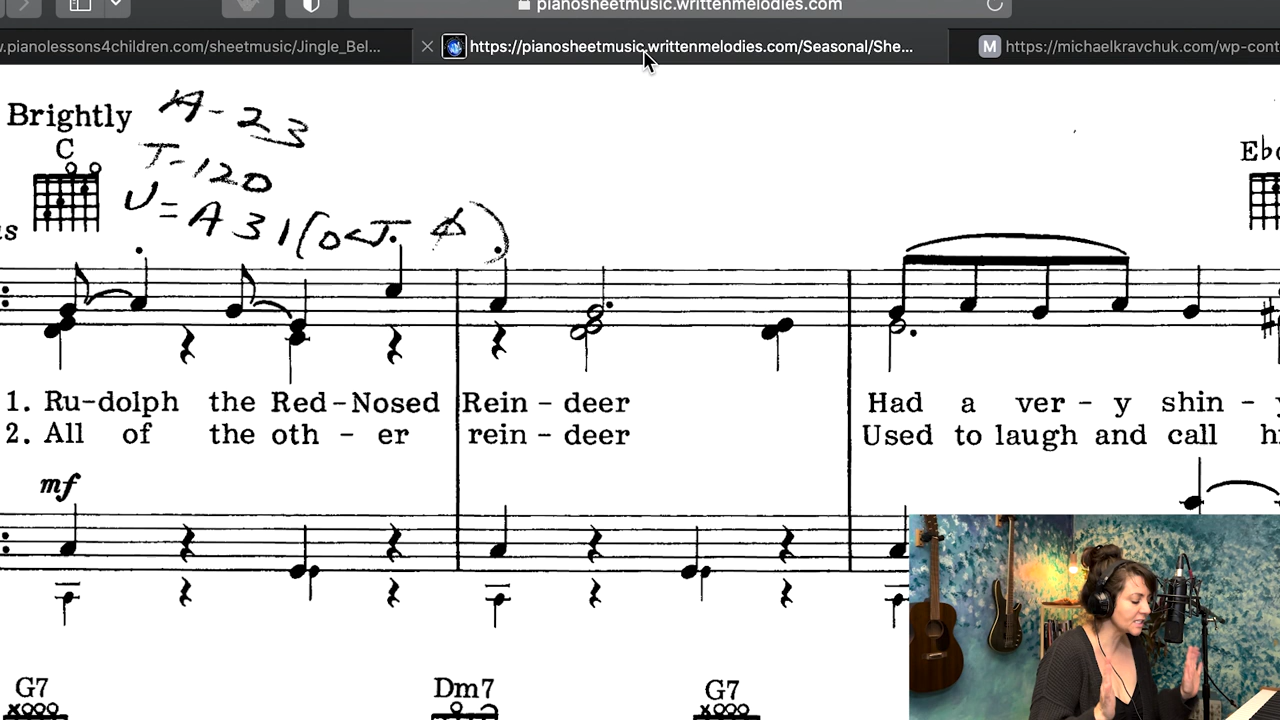 pianosheetmusic.writtenmelodies.com
w.pianolessons4children.com/sheetmusic/Jingle_Bel...
https://pianosheetmusic.writtenmelodies.com/Seasonal/She...
M https://michaelkravchuk.com/wp-cont
Brightly A-23
C T-120
Eb
mf
1. Ru-dolph the Red-Nosed Rein-deer Had a ver-y shin-y
2. All of the oth-er rein-deer Used to laugh and call hi
G7 Dm7 G7